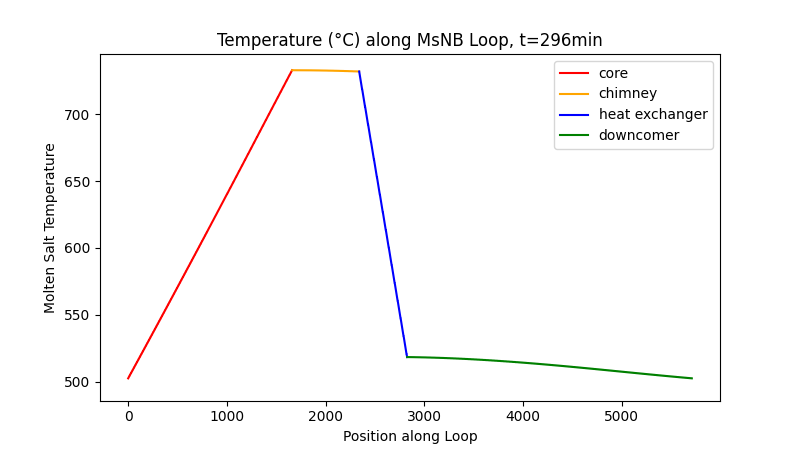 Temperature (°C) along MsNB Loop, t=296min
core
chimney
heat exchanger
downcomer
Molten Salt Temperature
700
650
600
550
500
0 1000 2000 3000 4000 5000
Position along Loop